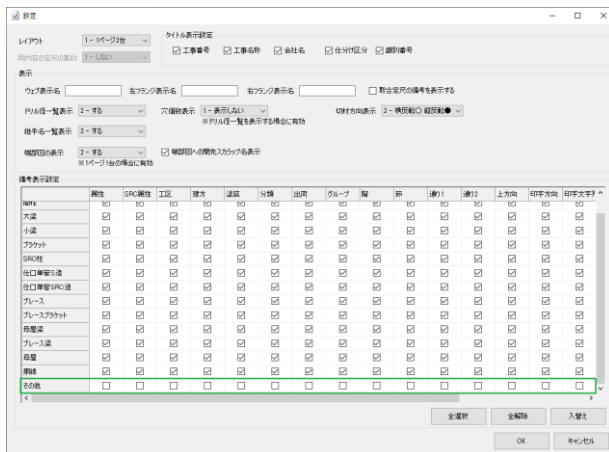 設定
レイアウト 1 - 1ページ2台
同内容の定尺の集約 1 - しない
タイトル表示設定
工事番号 工事名称 会社名 仕分け区分 識別番号
表示
ウェブ表示名 左フランジ表示名 右フランジ表示名 取合定尺の備考を表示する
ドリル径一覧表示 2 - する 穴個数表示 1 - 表示しない 切材方向表示 2 - 横反転〇 縦反転●
※ドリル径一覧を表示する場合に有効
継手名一覧表示 2 - する
端部図の表示 2 - する 端部図への開先スカラップ名表示
※1ページ1台の場合に有効
備考表示設定
属性 SRC属性 工区 建方 塗装 分類 出荷 グループ 階 節 通り1 通り2 上方向 印字方向 印字文字列
大梁
小梁
ブラケット
SRC柱
仕口単管S造
仕口単管SRC造
ブレース
ブレースブラケット
母屋梁
ブレース梁
母屋
胴縁
その他
全選択 全解除 入替え
OK キャンセル